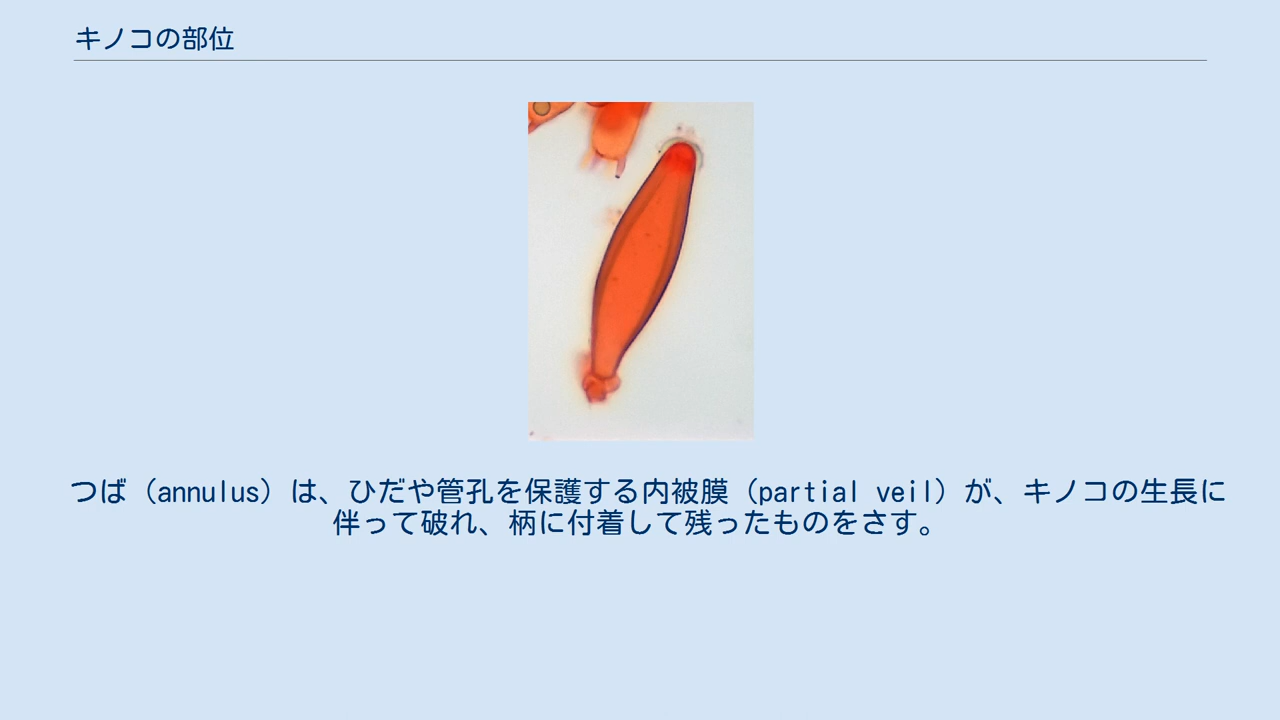 キノコの部位
つば（annulus）は、ひだや管孔を保護する内被膜（partial veil）が、キノコの生長に
伴って破れ、柄に付着して残ったものをさす。